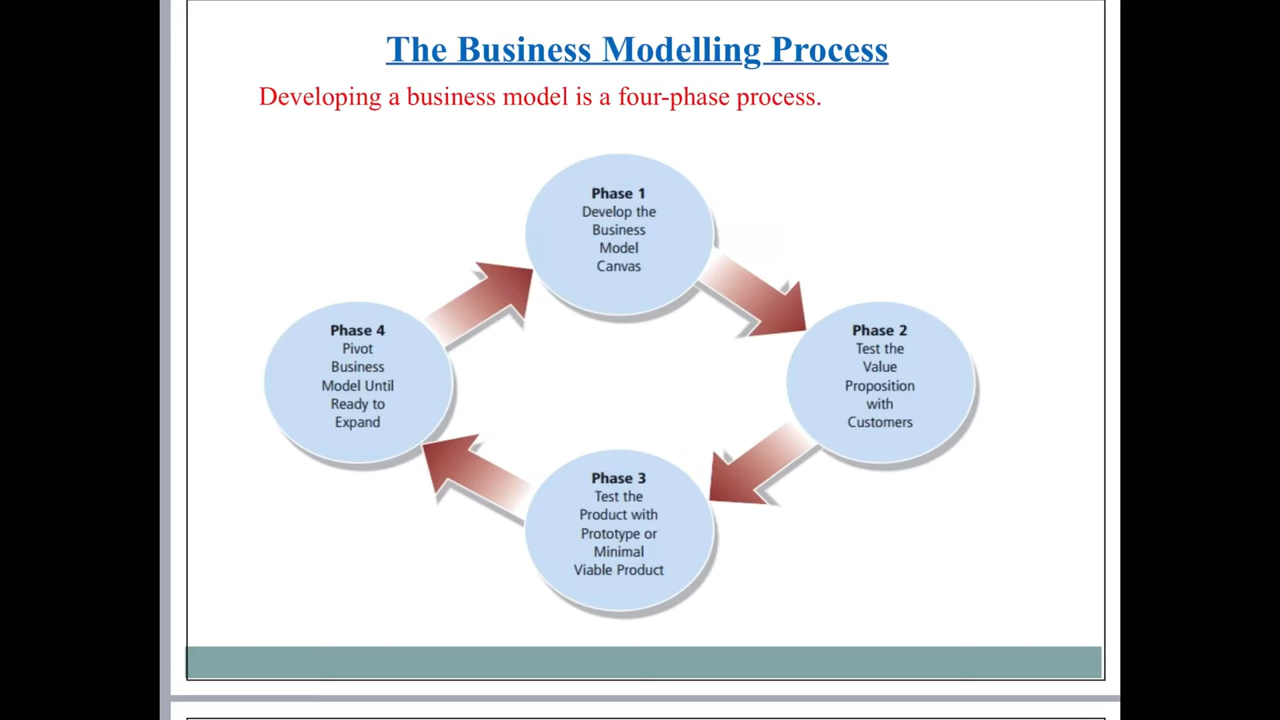 The Business Modelling Process
Developing a business model is a four-phase process.
Phase 1
Develop the
Business
Model
Canvas
Phase 2
Test the
Value
Proposition
with
Customers
Phase 3
Test the
Product with
Prototype or
Minimal
Viable Product
Phase 4
Pivot
Business
Model Until
Ready to
Expand